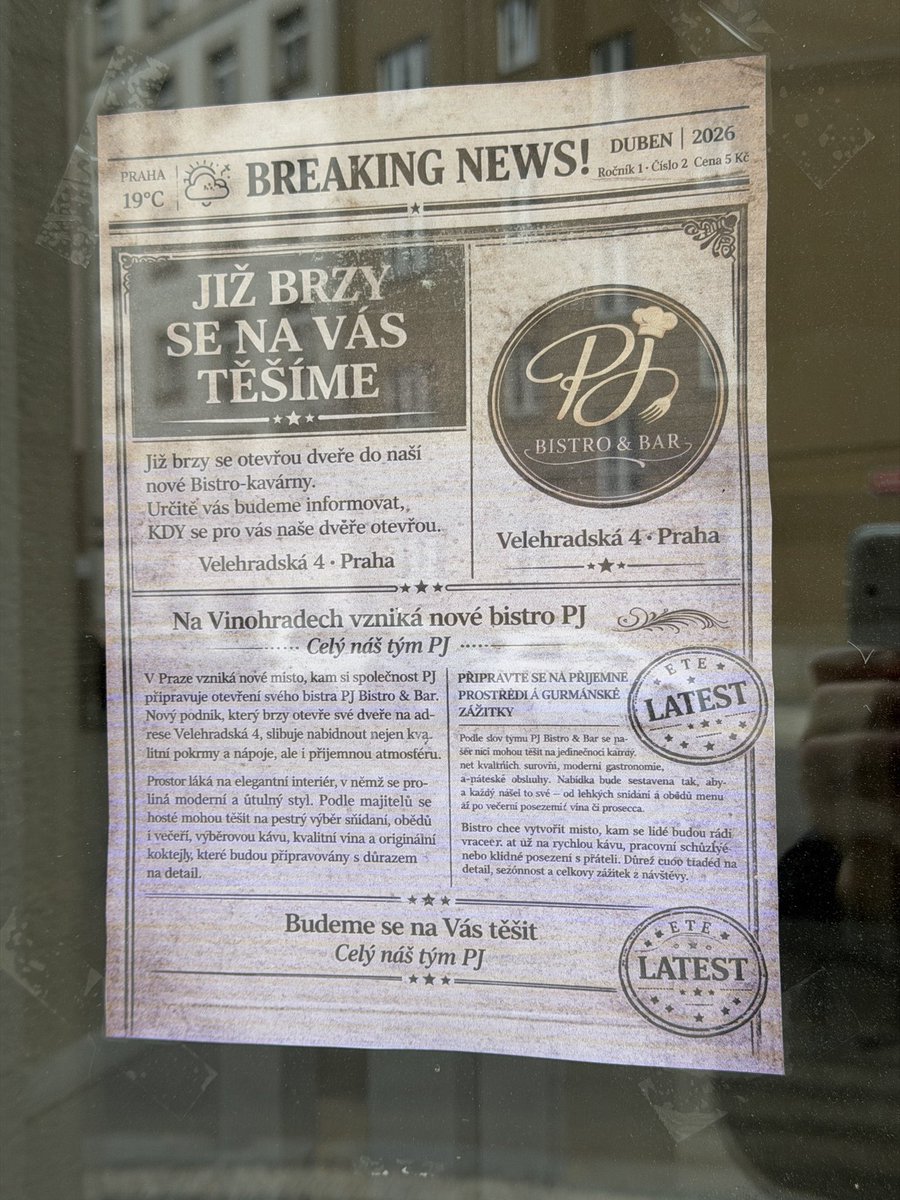 PRAHA
19°C
BREAKING NEWS!
DUBEN | 2026
Ročník 1 · Číslo 2 Cena 5 Kč
JIŽ BRZY
SE NA VÁS
TĚŠÍME
Již brzy se otevřou dveře do naší
nové Bistro-kavárny.
Určitě vás budeme informovat,
KDY se pro vás naše dveře otevřou.
Velehradská 4 · Praha
PJ
BISTRO & BAR
Velehradská 4 · Praha
Na Vinohradech vzniká nové bistro PJ
Celý náš tým PJ
V Praze vzniká nové místo, kam si společnost PJ
připravuje otevření svého bistra PJ Bistro & Bar.
Nový podnik, který brzy otevře své dveře na ad-
rese Velehradská 4, slibuje nabídnout nejen kva-
litní pokrmy a nápoje, ale i příjemnou atmosféru.
Prostor láká na elegantní interiér, v němž se pro-
líná moderní a útulný styl. Podle majitelů se
hosté mohou těšit na pestrý výběr snídaní, obědů
i večeří, výběrovou kávu, kvalitní vína a originální
koktejly, které budou připravovány s důrazem
na detail.
PŘIPRAVTE SE NA PŘÍJEMNÉ
PROSTŘEDÍ A GURMÁNSKÉ
ZÁŽITKY
ETE
LATEST
Podle slov tymu PJ Bistro & Bar se na-
mohou těšit na
moderní gastronomie,
obsluhy. Nabídka bude sestavena tak, aby-
a každý nášel to své – od lehkých snídaní á obědů menu
až po večerní posezení vína či prosecca.
Bistro chce vytvořit místo, kam se lidé budou rádi
at už na rychlou kávu, pracovní
nebo klidné posezení s přáteli.
detail, sezónnost a celkovy zážitek z návštěvy.
Budeme se na Vás těšit
Celý náš tým PJ
ETE
LATEST